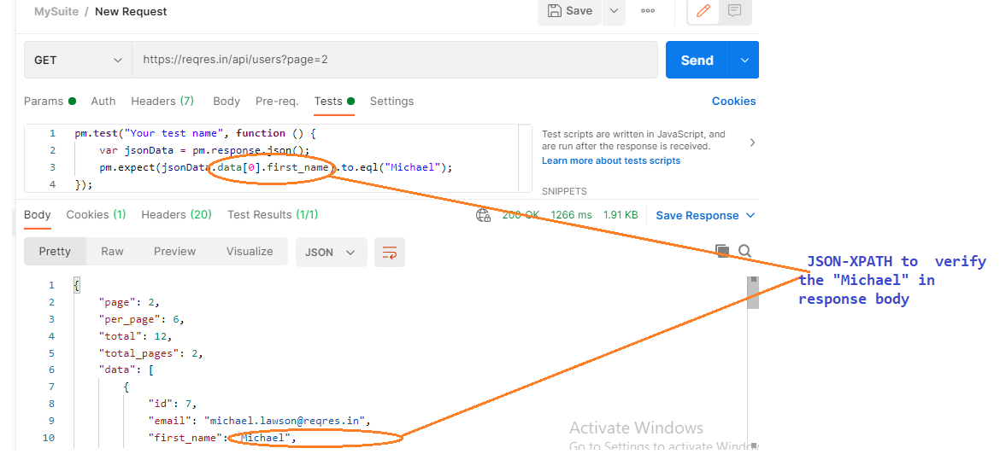 MySuite / New Request
Save
GET https://reqres.in/api/users?page=2 Send
Params Auth Headers (7) Body Pre-req. Tests Settings Cookies
1 pm.test("Your test name", function () {
2 var jsonData = pm.response.json();
3 pm.expect(jsonData.data[0].first_name).to.eql("Michael");
4 });
Test scripts are written in JavaScript, and
are run after the response is received.
Learn more about tests scripts
SNIPPETS
Body Cookies (1) Headers (20) Test Results (1/1) 200 OK 1266 ms 1.91 KB Save Response
Pretty Raw Preview Visualize JSON
1 {
2 "page": 2,
3 "per_page": 6,
4 "total": 12,
5 "total_pages": 2,
6 "data": [
7 {
8 "id": 7,
9 "email": "michael.lawson@reqres.in",
10 "first_name": "Michael",
JSON-XPATH to verify
the "Michael" in
response body
Activate Windows
Go to Settings to activate Windows